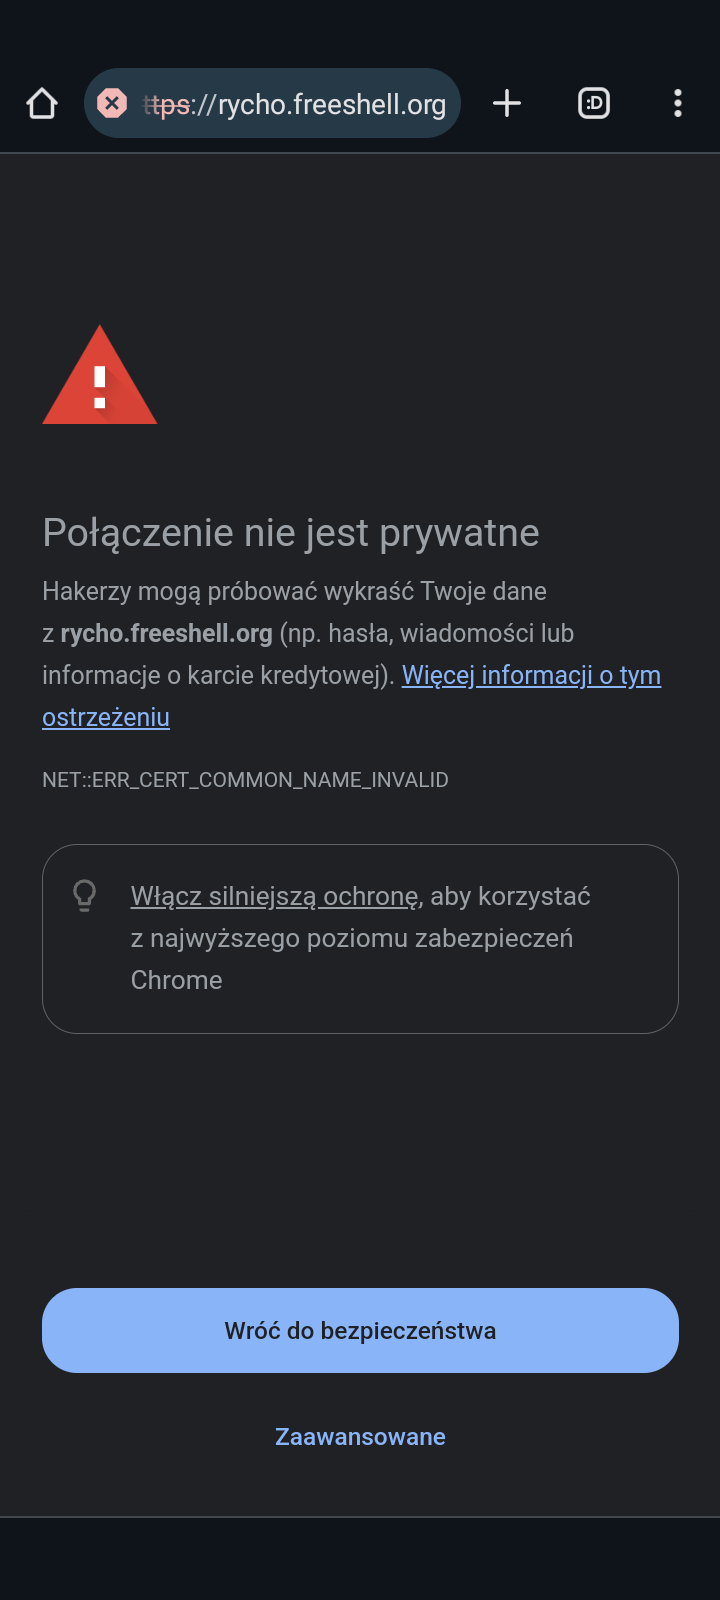 ttps://rycho.freeshell.org
:D
Połączenie nie jest prywatne
Hakerzy mogą próbować wykraść Twoje dane
z rycho.freeshell.org (np. hasła, wiadomości lub
informacje o karcie kredytowej). Więcej informacji o tym
ostrzeżeniu
NET::ERR_CERT_COMMON_NAME_INVALID
Włącz silniejszą ochronę, aby korzystać
z najwyższego poziomu zabezpieczeń
Chrome
Wróć do bezpieczeństwa
Zaawansowane